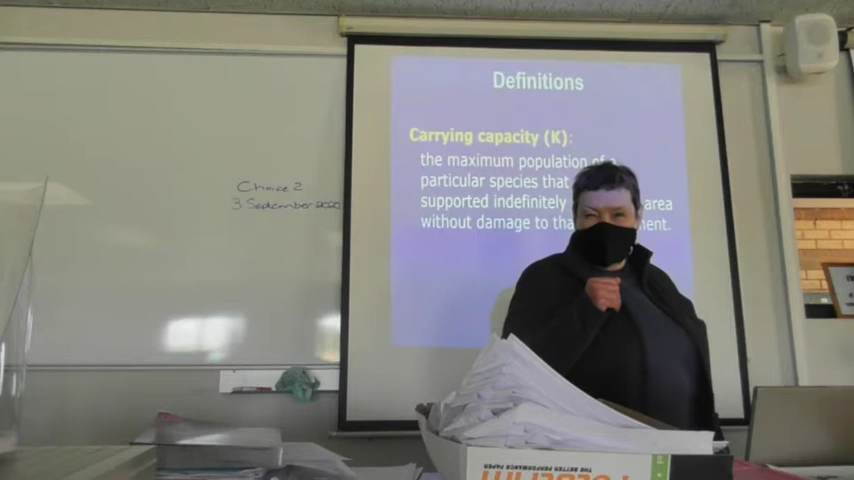 Definitions
Carrying capacity (K):
the maximum population of a
particular species that
supported indefinitely area
without damage to tha ment.
Choice 2
3 September 2020
THE BETTER PERFORMANCE PAPER